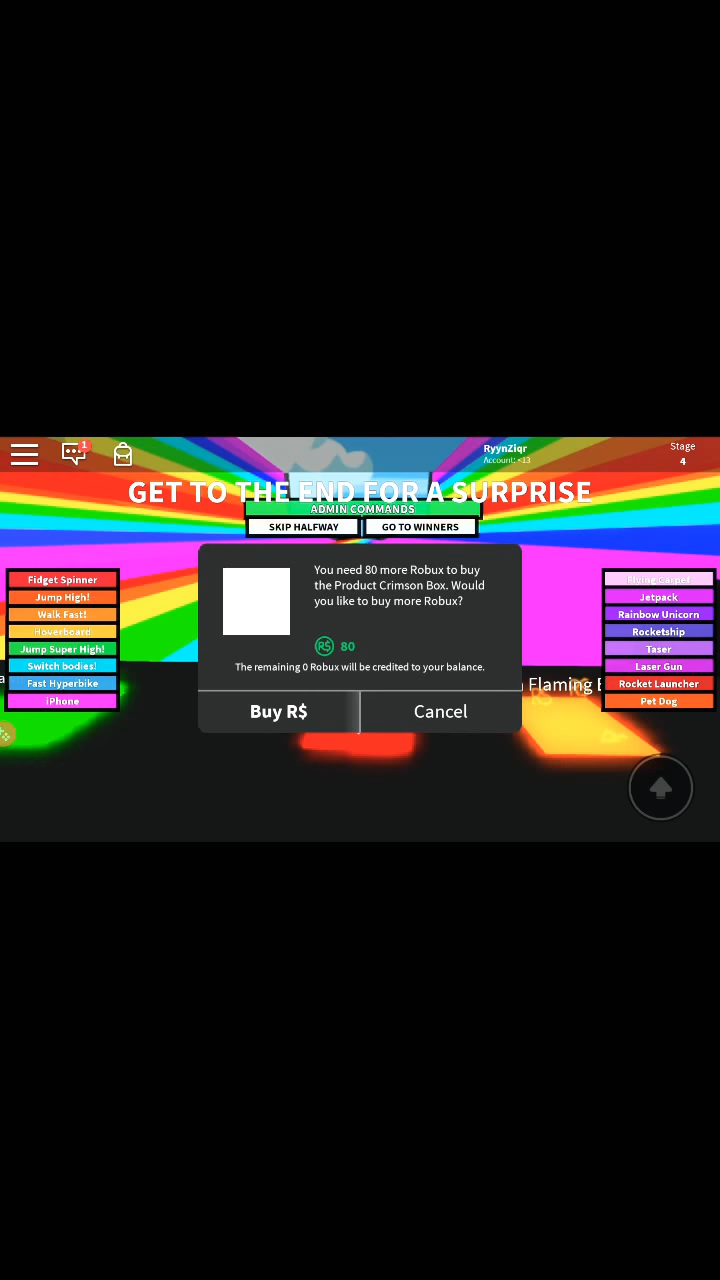 1
RyynZiqr
Account: <13
Stage
4
GET TO THE END FOR A SURPRISE
ADMIN COMMANDS
SKIP HALFWAY
GO TO WINNERS
Fidget Spinner
Jump High!
Walk Fast!
Hoverboard
Jump Super High!
Switch bodies!
Fast Hyperbike
iPhone
You need 80 more Robux to buy
the Product Crimson Box. Would
you like to buy more Robux?
R$ 80
The remaining 0 Robux will be credited to your balance.
Buy R$
Cancel
Flying Carpet
Jetpack
Rainbow Unicorn
Rocketship
Taser
Laser Gun
Rocket Launcher
Pet Dog
Flaming
R$